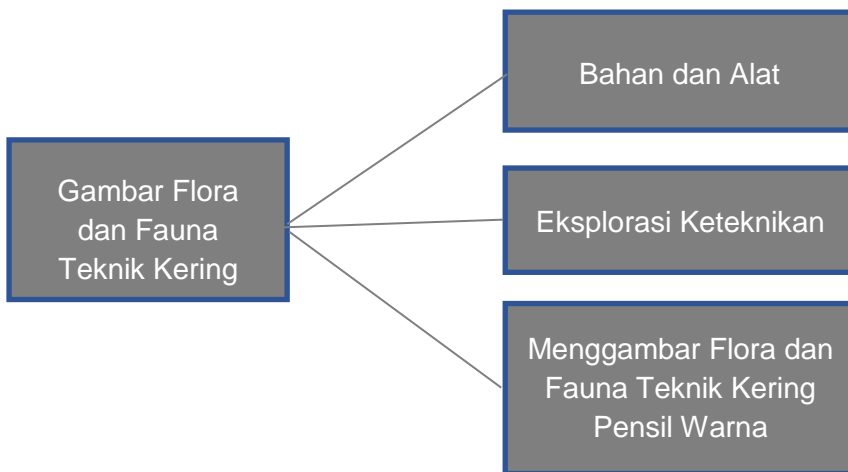 Gambar Flora
dan Fauna
Teknik Kering
Bahan dan Alat
Eksplorasi Keteknikan
Menggambar Flora dan
Fauna Teknik Kering
Pensil Warna